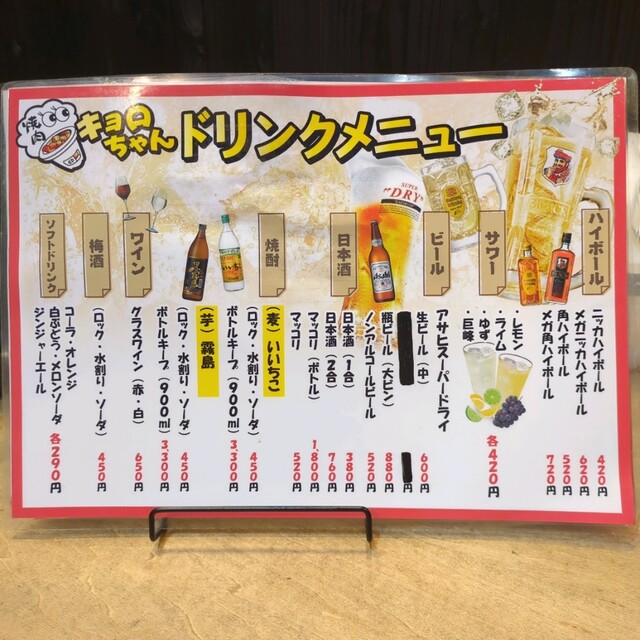 焼肉
キョロちゃん
ドリンクメニュー
ハイボール
ニッカハイボール 420円
メガニッカハイボール 620円
角ハイボール 520円
メガ角ハイボール 720円
サワー
・レモン
・ライム
・ゆず
・巨峰
各420円
ビール
アサヒスーパードライ
生ビール（中） 600円
円
瓶ビール（大ビン） 880円
ノンアルコールビール 520円
日本酒
日本酒（1合） 380円
日本酒（2合） 760円
マッコリ（ボトル） 1,800円
マッコリ 520円
焼酎
（麦）いいちこ
（ロック・水割り・ソーダ） 450円
ボトルキープ（900ml） 3,300円
（芋）霧島
（ロック・水割り・ソーダ） 450円
ボトルキープ（900ml） 3,300円
ワイン
グラスワイン（赤・白） 650円
梅酒
（ロック・水割り・ソーダ） 450円
ソフトドリンク
コーラ・オレンジ
白ぶどう・メロンソーダ
ジンジャーエール
各290円
SUPER
"DRY"
Asahi